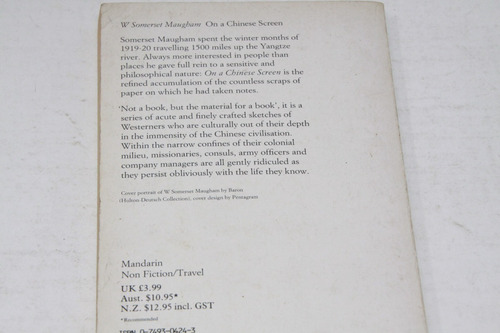 W Somerset Maugham On a Chinese Screen
Somerset Maugham spent the winter months of
1919-20 travelling 1500 miles up the Yangtze
river. Always more interested in people than
places he gave full rein to a sensitive and
philosophical nature: On a Chinese Screen is the
refined accumulation of the countless scraps of
paper on which he had taken notes.
'Not a book, but the material for a book', it is a
series of acute and finely crafted sketches of
Westerners who are culturally out of their depth
in the immensity of the Chinese civilisation.
Within the narrow confines of their colonial
milieu, missionaries, consuls, army officers and
company managers are all gently ridiculed as
they persist obliviously with the life they know.
Cover portrait of W Somerset Maugham by Baron
(Hulton-Deutsch Collection), cover design by Pentagram
Mandarin
Non Fiction/Travel
UK £3.99
Aust. $10.95*
N.Z. $12.95 incl. GST
*Recommended
ISBN 0-7493-0424-3